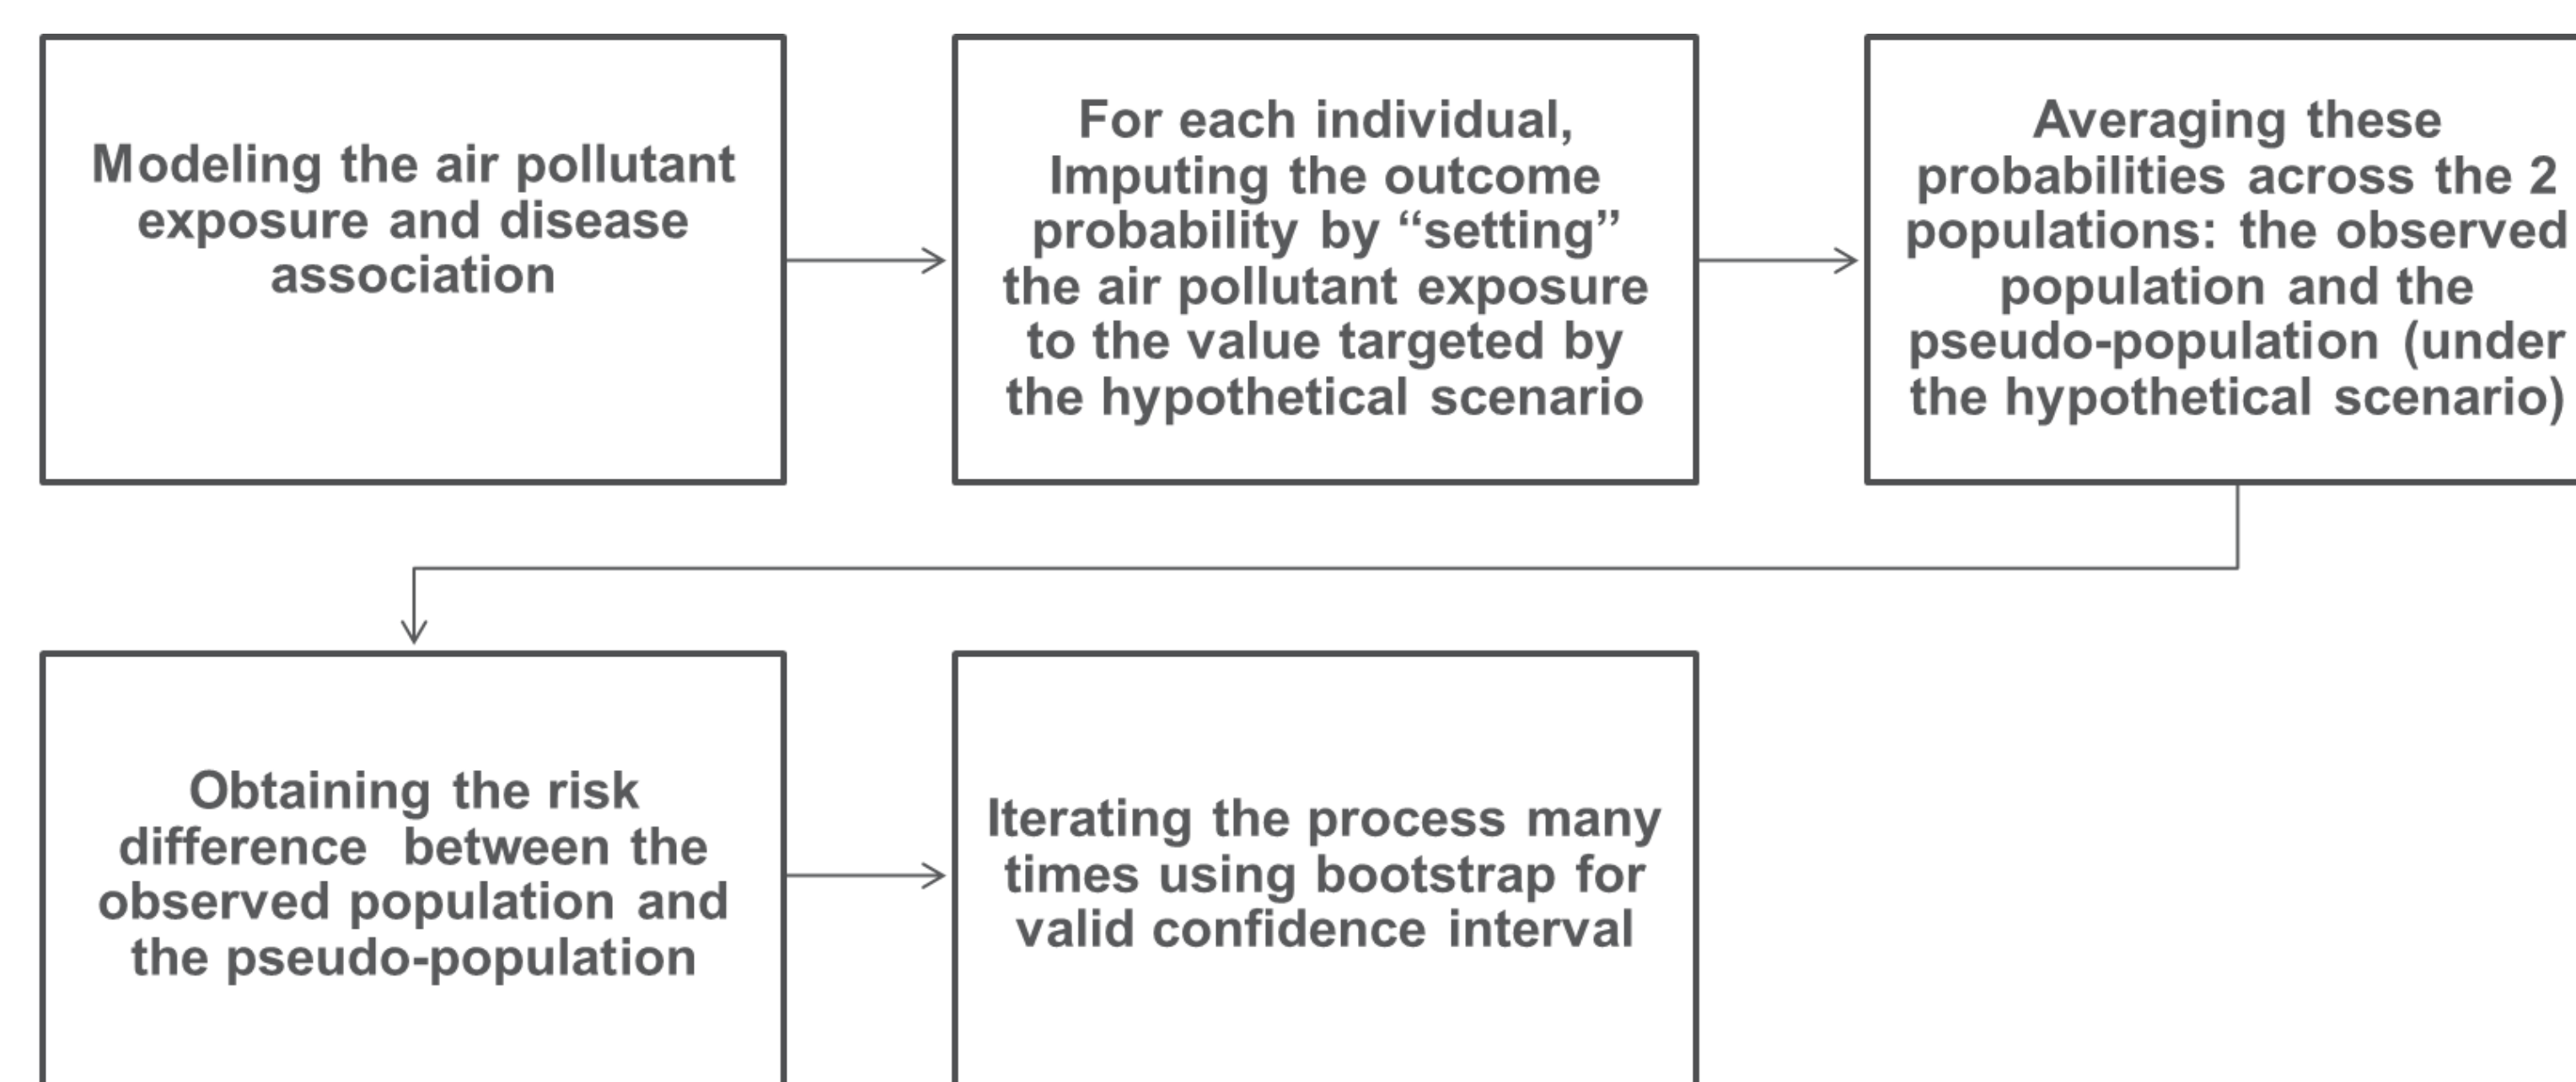 Modeling the air pollutant
exposure and disease
association
For each individual,
Imputing the outcome
probability by “setting”
the air pollutant exposure
to the value targeted by
the hypothetical scenario
Averaging these
probabilities across the 2
populations: the observed
population and the
pseudo-population (under
the hypothetical scenario)
Obtaining the risk
difference between the
observed population and
the pseudo-population
Iterating the process many
times using bootstrap for
valid confidence interval